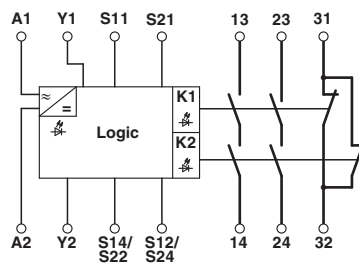 A1 Y1 S11 S21 13 23 31
≈
=
K1
Logic
K2
A2 Y2 S14/ S12/ 14 24 32
S22 S24